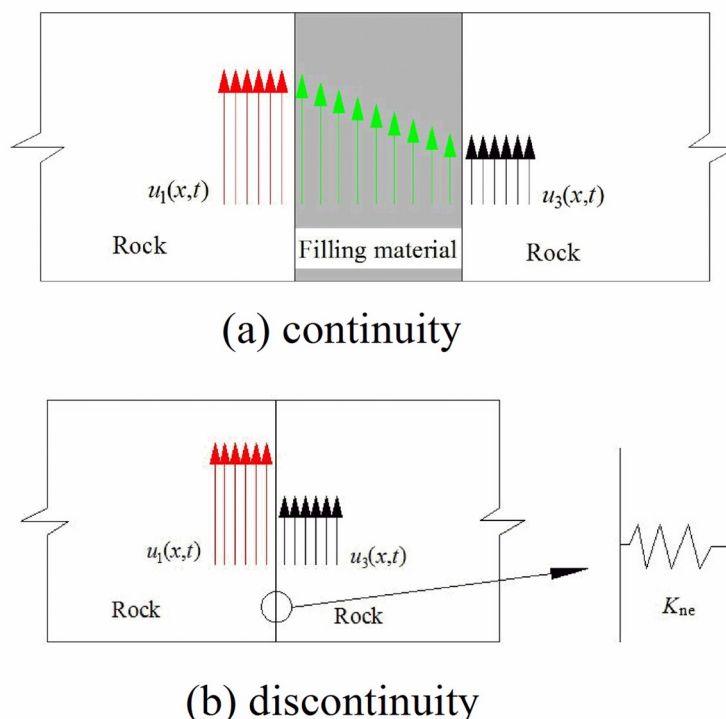 u₁(x,t)
u₃(x,t)
Rock
Filling material
Rock
(a) continuity
u₁(x,t)
u₃(x,t)
Rock
Rock
Kₙₑ
(b) discontinuity